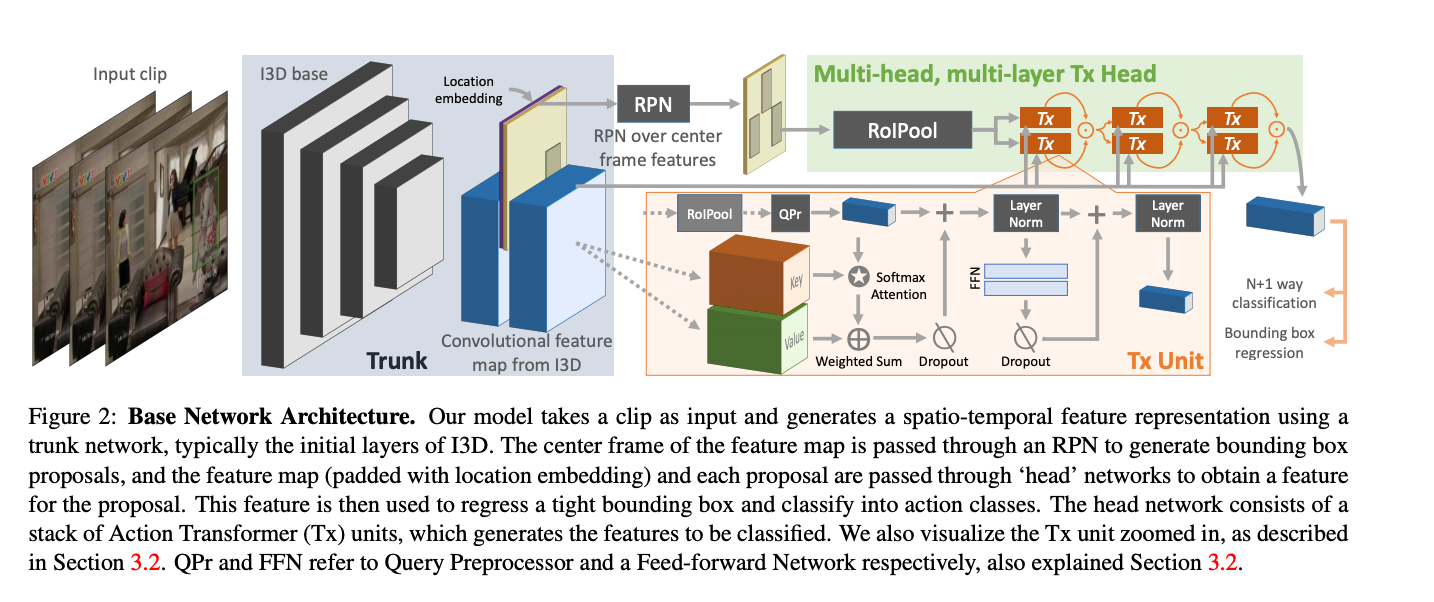 Input clip
I3D base
Location
embedding
RPN
RPN over center
frame features
Trunk
Convolutional feature
map from I3D
Multi-head, multi-layer Tx Head
RoIPool
Tx
Tx
Tx
Tx
Tx
Tx
RoIPool
QPr
Layer
Norm
Layer
Norm
Key
Softmax
Attention
FFN
Value
Weighted Sum
Dropout
Dropout
Tx Unit
N+1 way
classification
Bounding box
regression
Figure 2: Base Network Architecture. Our model takes a clip as input and generates a spatio-temporal feature representation using a
trunk network, typically the initial layers of I3D. The center frame of the feature map is passed through an RPN to generate bounding box
proposals, and the feature map (padded with location embedding) and each proposal are passed through ‘head’ networks to obtain a feature
for the proposal. This feature is then used to regress a tight bounding box and classify into action classes. The head network consists of a
stack of Action Transformer (Tx) units, which generates the features to be classified. We also visualize the Tx unit zoomed in, as described
in Section 3.2. QPr and FFN refer to Query Preprocessor and a Feed-forward Network respectively, also explained Section 3.2.